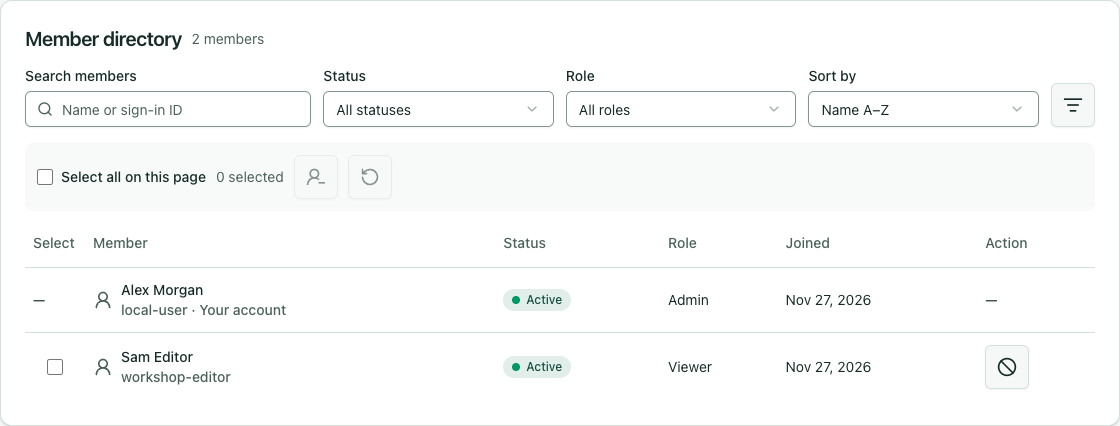 Member directory 2 members
Search members Status Role Sort by
Name or sign-in ID All statuses All roles Name A–Z
Select all on this page 0 selected
Select Member Status Role Joined Action
— Alex Morgan Active Admin Nov 27, 2026 —
local-user · Your account
Sam Editor Active Viewer Nov 27, 2026
workshop-editor